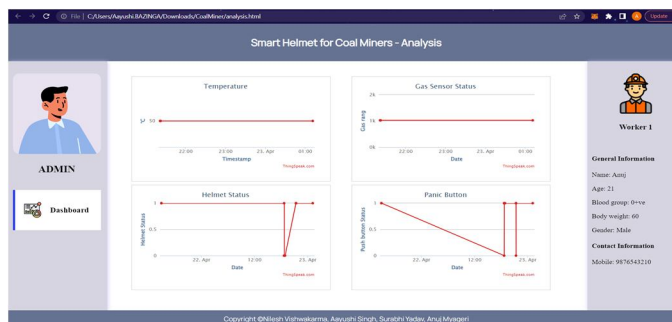 File | C:/Users/Aayushi.BAZINGA/Downloads/CoalMiner/analysis.html
Update
Smart Helmet for Coal Miners - Analysis
ADMIN
Dashboard
Temperature
°C
50
22:00 23:00 23. Apr 01:00
Timestamp
ThingSpeak.com
Gas Sensor Status
Gas rang
2k
1k
0k
22:00 23:00 23. Apr 01:00
Date
ThingSpeak.com
Helmet Status
Helmet Status
1
0.5
0
22. Apr 12:00 23. Apr
Date
ThingSpeak.com
Panic Button
Push button Status
1
0.5
0
22. Apr 12:00 23. Apr
Date
ThingSpeak.com
Worker 1
General Information
Name: Anuj
Age: 21
Blood group: 0+ve
Body weight: 60
Gender: Male
Contact Information
Mobile: 9876543210
Copyright ©Nilesh Vishwakarma, Aayushi Singh, Surabhi Yadav, Anuj Myageri